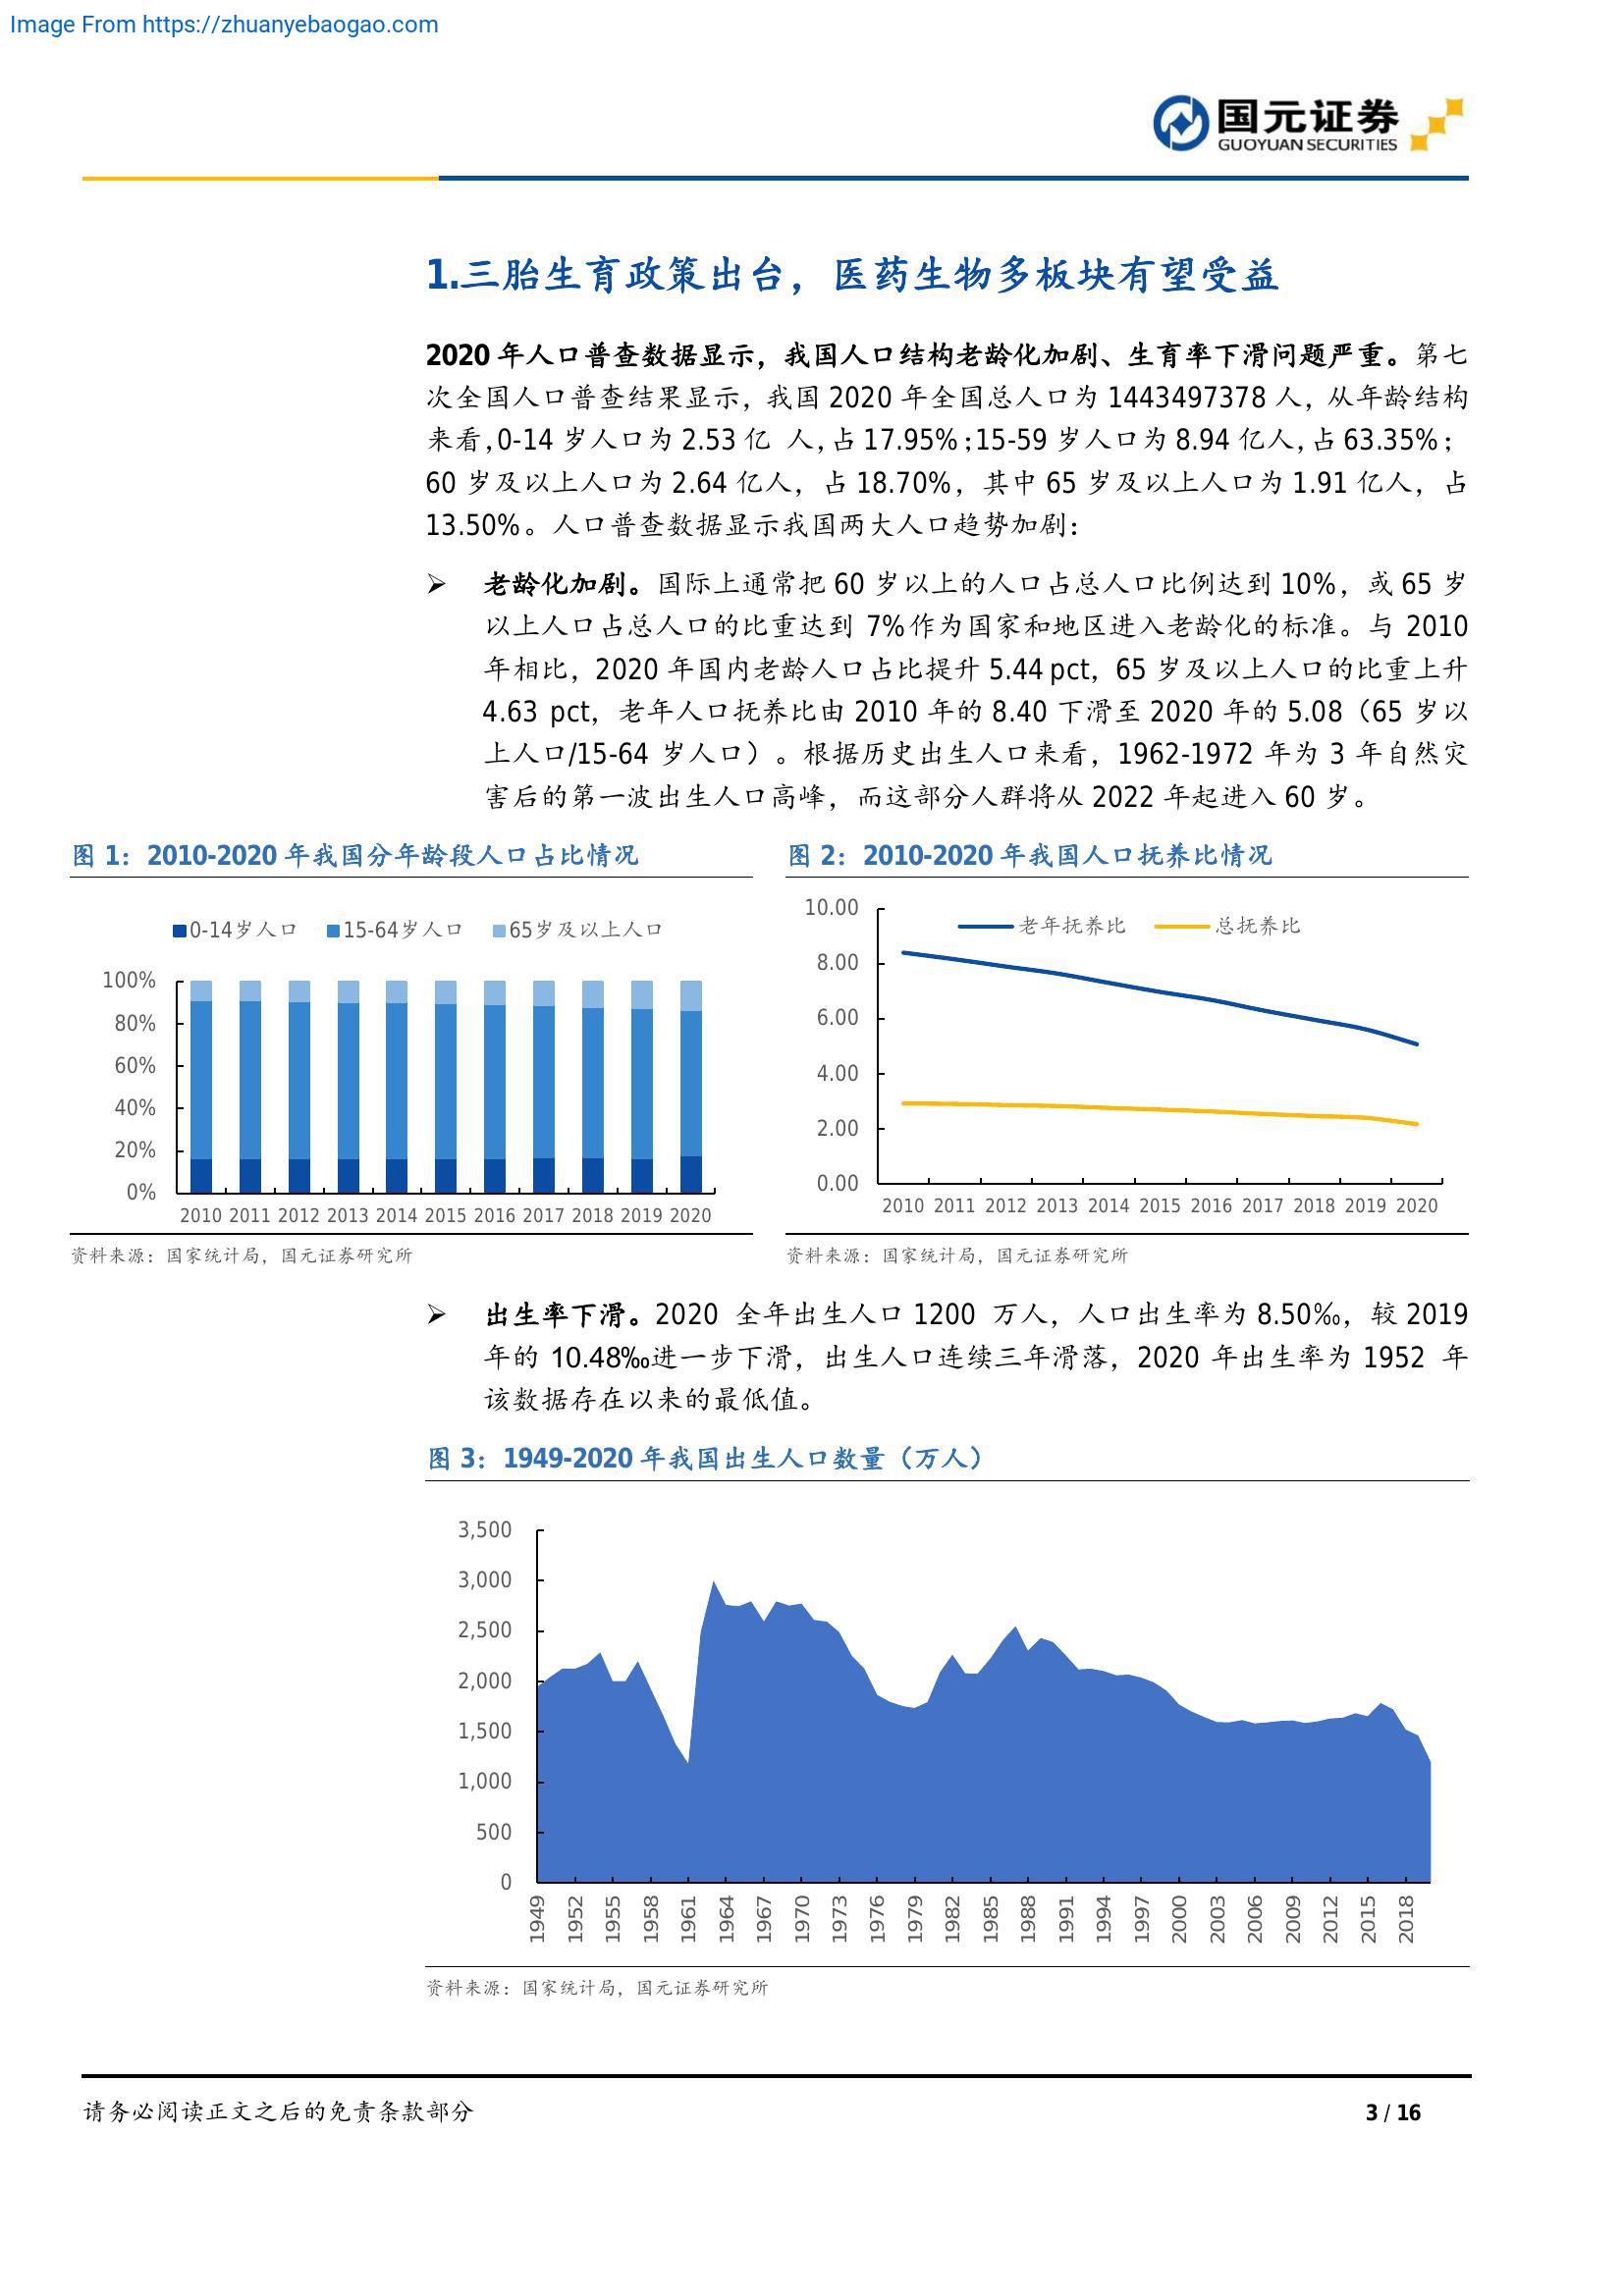 Image From https://zhuanyebaogao.com
国元证券
GUOYUAN SECURITIES
1.三胎生育政策出台，医药生物多板块有望受益
2020 年人口普查数据显示，我国人口结构老龄化加剧、生育率下滑问题严重。第七
次全国人口普查结果显示，我国 2020 年全国总人口为 1443497378 人，从年龄结构
来看，0-14 岁人口为 2.53 亿 人，占 17.95%；15-59 岁人口为 8.94 亿人，占 63.35%；
60 岁及以上人口为 2.64 亿人，占 18.70%，其中 65 岁及以上人口为 1.91 亿人，占
13.50%。人口普查数据显示我国两大人口趋势加剧：
➢ 老龄化加剧。国际上通常把 60 岁以上的人口占总人口比例达到 10%，或 65 岁
以上人口占总人口的比重达到 7%作为国家和地区进入老龄化的标准。与 2010
年相比，2020 年国内老龄人口占比提升 5.44 pct，65 岁及以上人口的比重上升
4.63 pct，老年人口抚养比由 2010 年的 8.40 下滑至 2020 年的 5.08（65 岁以
上人口/15-64 岁人口）。根据历史出生人口来看，1962-1972 年为 3 年自然灾
害后的第一波出生人口高峰，而这部分人群将从 2022 年起进入 60 岁。
图 1：2010-2020 年我国分年龄段人口占比情况
0-14岁人口 15-64岁人口 65岁及以上人口
100%
80%
60%
40%
20%
0%
2010 2011 2012 2013 2014 2015 2016 2017 2018 2019 2020
资料来源：国家统计局，国元证券研究所
图 2：2010-2020 年我国人口抚养比情况
老年抚养比 总抚养比
10.00
8.00
6.00
4.00
2.00
0.00
2010 2011 2012 2013 2014 2015 2016 2017 2018 2019 2020
资料来源：国家统计局，国元证券研究所
➢ 出生率下滑。2020 全年出生人口 1200 万人，人口出生率为 8.50‰，较 2019
年的 10.48‰进一步下滑，出生人口连续三年滑落，2020 年出生率为 1952 年
该数据存在以来的最低值。
图 3：1949-2020 年我国出生人口数量（万人）
3,500
3,000
2,500
2,000
1,500
1,000
500
0
1949 1952 1955 1958 1961 1964 1967 1970 1973 1976 1979 1982 1985 1988 1991 1994 1997 2000 2003 2006 2009 2012 2015 2018
资料来源：国家统计局，国元证券研究所
请务必阅读正文之后的免责条款部分
3 / 16